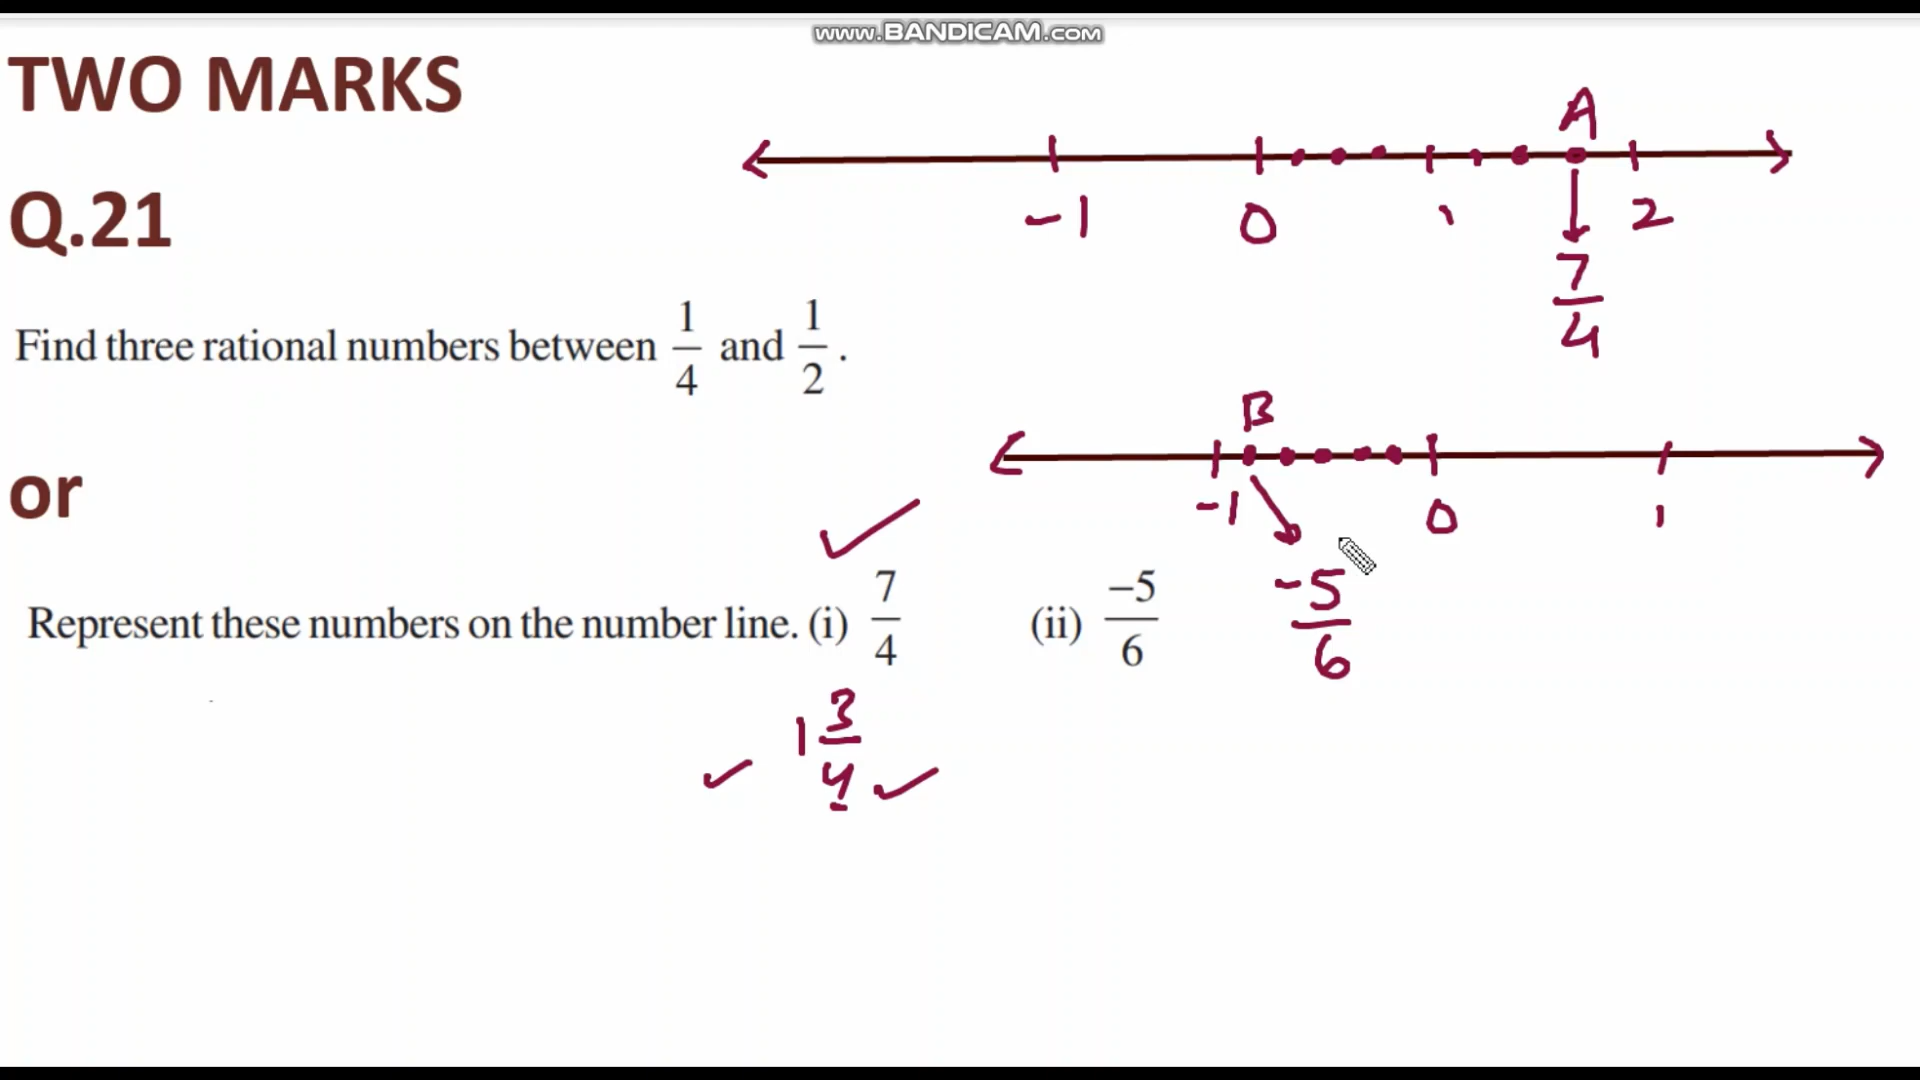 www.BANDICAM.com
TWO MARKS
A
-1 0 1 2
Q.21
7/4
Find three rational numbers between 1/4 and 1/2 .
B
or
-1 0 1
-5/6
Represent these numbers on the number line. (i) 7/4 (ii) −5/6
1 3/4